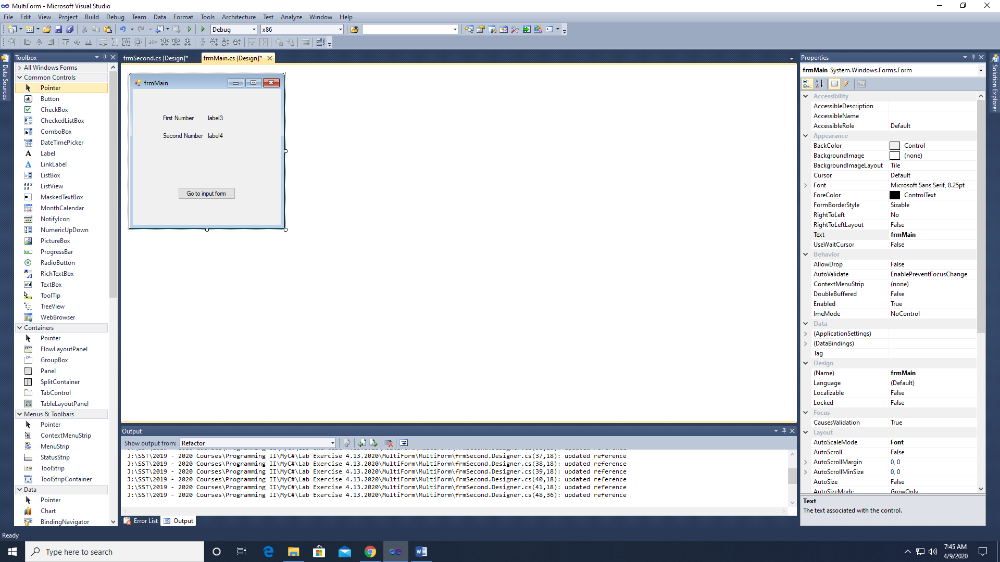 MultiForm - Microsoft Visual Studio
File Edit View Project Build Debug Team Data Format Tools Architecture Test Analyze Window Help
Debug x86
Data Sources
Toolbox
All Windows Forms
Common Controls
Pointer
Button
CheckBox
CheckedListBox
ComboBox
DateTimePicker
Label
LinkLabel
ListBox
ListView
MaskedTextBox
MonthCalendar
NotifyIcon
NumericUpDown
PictureBox
ProgressBar
RadioButton
RichTextBox
TextBox
ToolTip
TreeView
WebBrowser
Containers
Pointer
FlowLayoutPanel
GroupBox
Panel
SplitContainer
TabControl
TableLayoutPanel
Menus & Toolbars
Pointer
ContextMenuStrip
MenuStrip
StatusStrip
ToolStrip
ToolStripContainer
Data
Pointer
Chart
BindingNavigator
frmSecond.cs [Design]* frmMain.cs [Design]*
frmMain
First Number label3
Second Number label4
Go to input form
Output
Show output from: Refactor
J:\SST\2019 - 2020 Courses\Programming II\MyC#\Lab Exercise 4.13.2020\MultiForm\MultiForm\frmSecond.Designer.cs(37,18): updated reference
J:\SST\2019 - 2020 Courses\Programming II\MyC#\Lab Exercise 4.13.2020\MultiForm\MultiForm\frmSecond.Designer.cs(38,18): updated reference
J:\SST\2019 - 2020 Courses\Programming II\MyC#\Lab Exercise 4.13.2020\MultiForm\MultiForm\frmSecond.Designer.cs(39,18): updated reference
J:\SST\2019 - 2020 Courses\Programming II\MyC#\Lab Exercise 4.13.2020\MultiForm\MultiForm\frmSecond.Designer.cs(40,18): updated reference
J:\SST\2019 - 2020 Courses\Programming II\MyC#\Lab Exercise 4.13.2020\MultiForm\MultiForm\frmSecond.Designer.cs(41,18): updated reference
J:\SST\2019 - 2020 Courses\Programming II\MyC#\Lab Exercise 4.13.2020\MultiForm\MultiForm\frmSecond.Designer.cs(48,36): updated reference
Error List Output
Properties
frmMain System.Windows.Forms.Form
Accessibility
AccessibleDescription
AccessibleName
AccessibleRole Default
Appearance
BackColor Control
BackgroundImage (none)
BackgroundImageLayout Tile
Cursor Default
Font Microsoft Sans Serif, 8.25pt
ForeColor ControlText
FormBorderStyle Sizable
RightToLeft No
RightToLeftLayout False
Text frmMain
UseWaitCursor False
Behavior
AllowDrop False
AutoValidate EnablePreventFocusChange
ContextMenuStrip (none)
DoubleBuffered False
Enabled True
ImeMode NoControl
Data
(ApplicationSettings)
(DataBindings)
Tag
Design
(Name) frmMain
Language (Default)
Localizable False
Locked False
Focus
CausesValidation True
Layout
AutoScaleMode Font
AutoScroll False
AutoScrollMargin 0, 0
AutoScrollMinSize 0, 0
AutoSize False
AutoSizeMode GrowOnly
Text
The text associated with the control.
Solution Explorer
Ready
Type here to search
7:45 AM
4/9/2020